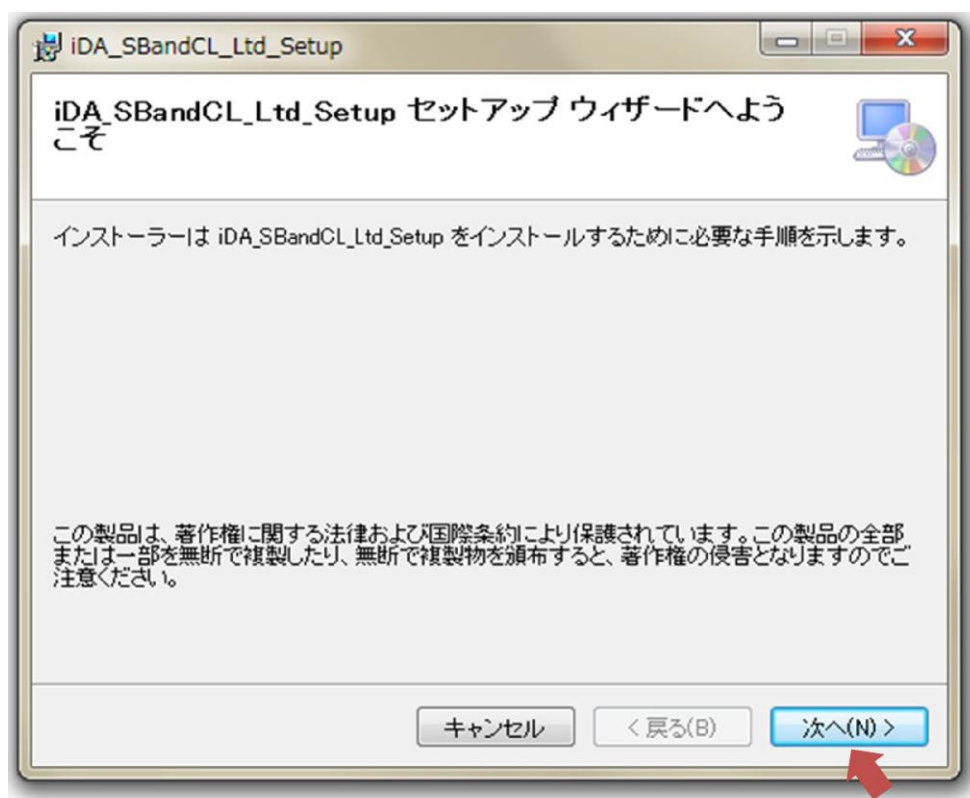 iDA_SBandCL_Ltd_Setup
iDA_SBandCL_Ltd_Setup セットアップ ウィザードへよう
こそ
インストーラーは iDA_SBandCL_Ltd_Setup をインストールするために必要な手順を示します。
この製品は、著作権に関する法律および国際条約により保護されています。この製品の全部
または一部を無断で複製したり、無断で複製物を頒布すると、著作権の侵害となりますのでご
注意ください。
キャンセル
< 戻る(B)
次へ(N) >